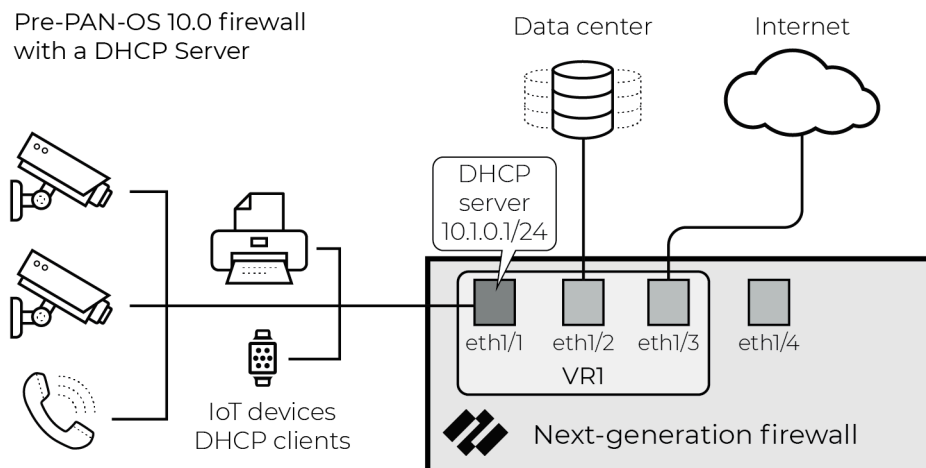 Pre-PAN-OS 10.0 firewall
with a DHCP Server
Data center
Internet
DHCP
server
10.1.0.1/24
eth1/1
eth1/2
eth1/3
eth1/4
VR1
IoT devices
DHCP clients
Next-generation firewall